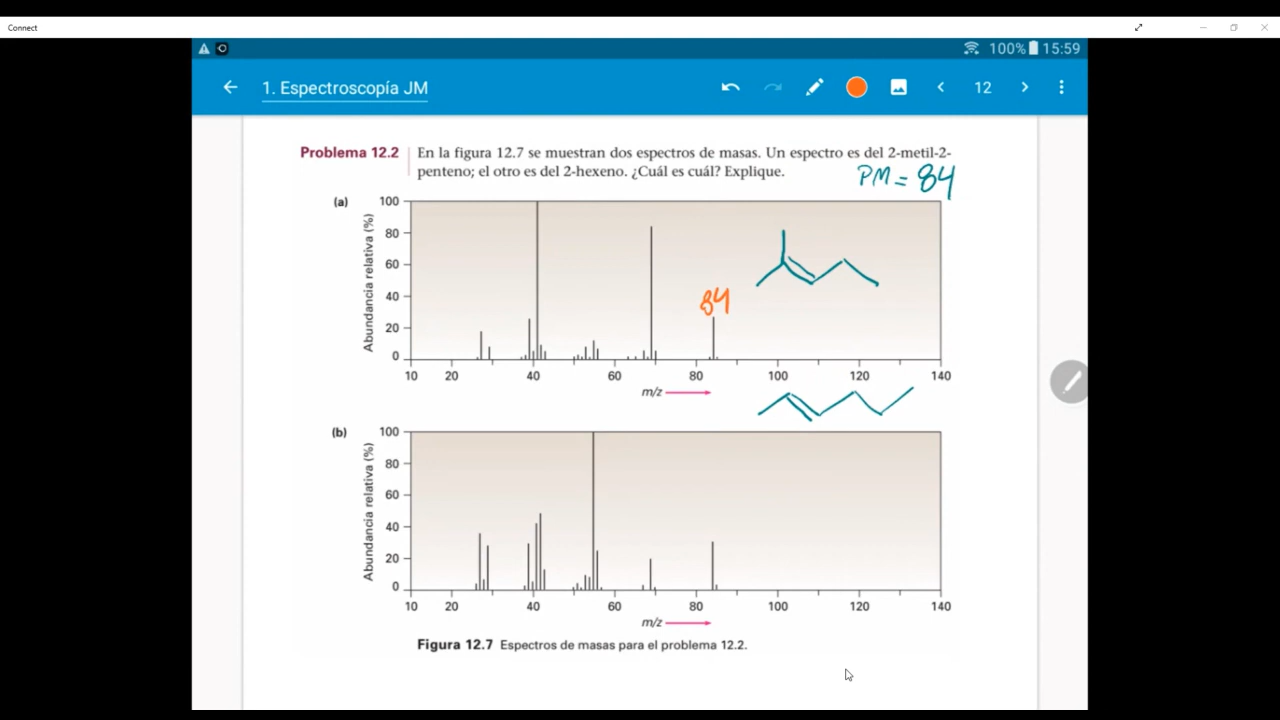 Connect
100% 15:59
1. Espectroscopía JM
12
Problema 12.2 En la figura 12.7 se muestran dos espectros de masas. Un espectro es del 2-metil-2-
penteno; el otro es del 2-hexeno. ¿Cuál es cuál? Explique.
PM = 84
(a)
Abundancia relativa (%)
100
80
60
40
20
0
84
10 20 40 60 80 100 120 140
m/z
(b)
Abundancia relativa (%)
100
80
60
40
20
0
10 20 40 60 80 100 120 140
m/z
Figura 12.7 Espectros de masas para el problema 12.2.